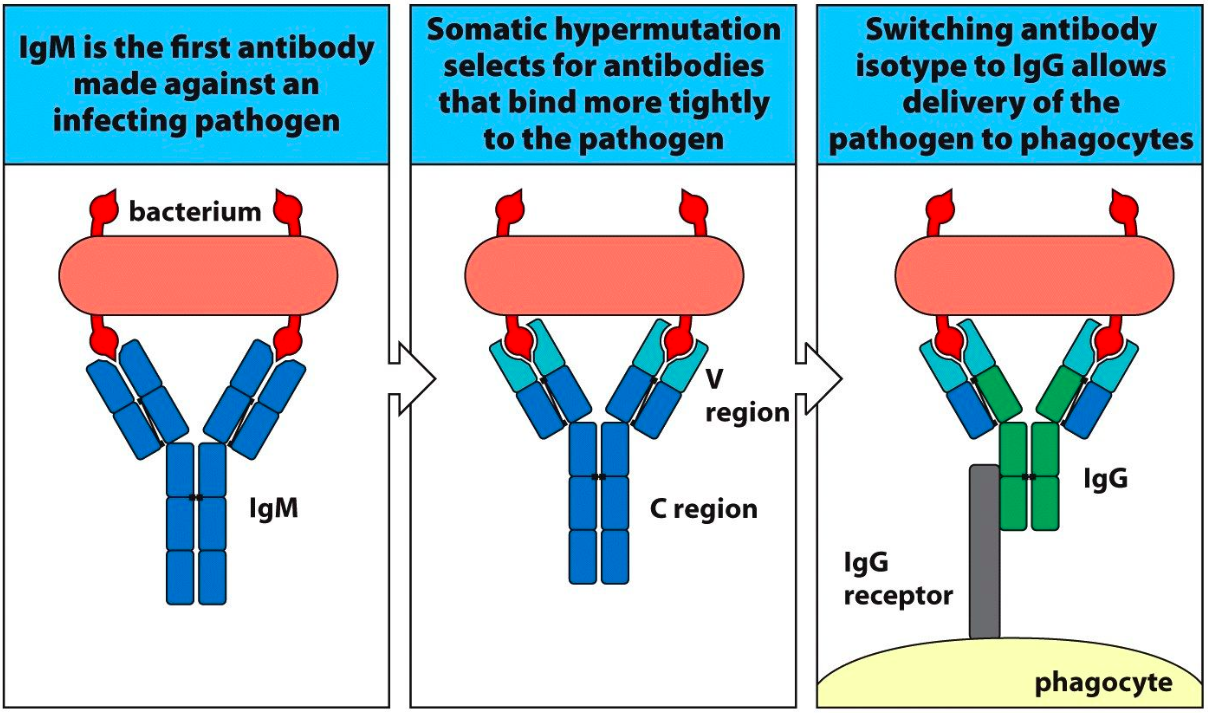 IgM is the first antibody
made against an
infecting pathogen
bacterium
IgM
Somatic hypermutation
selects for antibodies
that bind more tightly
to the pathogen
V
region
C region
Switching antibody
isotype to IgG allows
delivery of the
pathogen to phagocytes
IgG
IgG
receptor
phagocyte